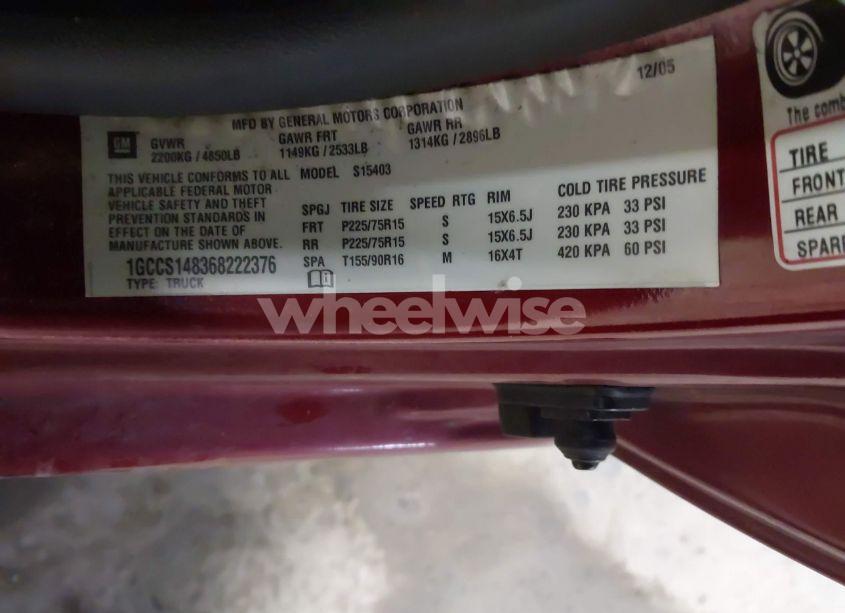 MFD BY GENERAL MOTORS CORPORATION 12/05
GM GVWR GAWR FRT GAWR RR
2200KG / 4850LB 1149KG / 2533LB 1314KG / 2896LB
THIS VEHICLE CONFORMS TO ALL MODEL S15403
APPLICABLE FEDERAL MOTOR
VEHICLE SAFETY AND THEFT
PREVENTION STANDARDS IN
EFFECT ON THE DATE OF
MANUFACTURE SHOWN ABOVE.
1GCCS148368222376
TYPE: TRUCK
SPGJ TIRE SIZE SPEED RTG RIM COLD TIRE PRESSURE
FRT P225/75R15 S 15X6.5J 230 KPA 33 PSI
RR P225/75R15 S 15X6.5J 230 KPA 33 PSI
SPA T155/90R16 M 16X4T 420 KPA 60 PSI
The comb
TIRE
FRONT
REAR
SPARE
wheelwise